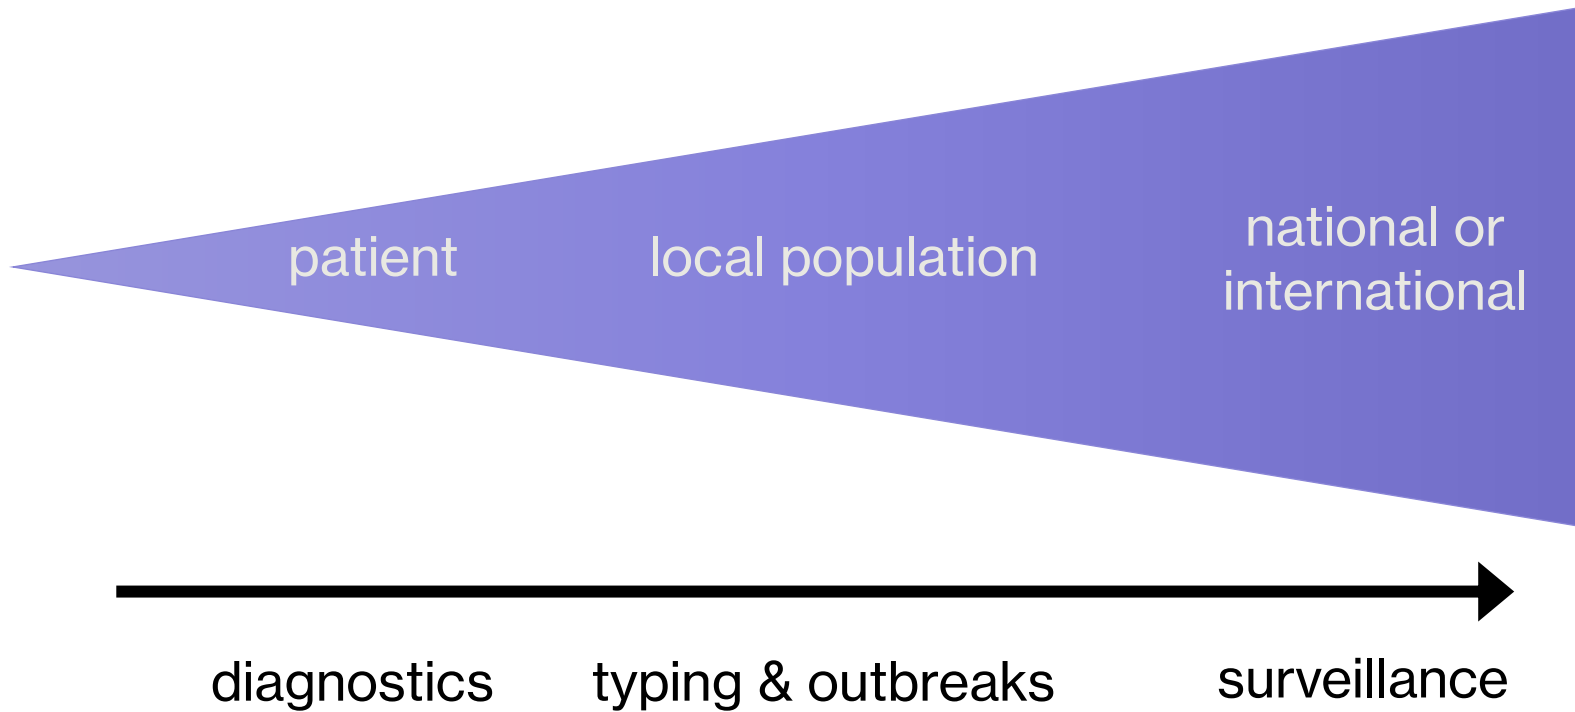 patient
local population
national or
international
diagnostics
typing & outbreaks
surveillance